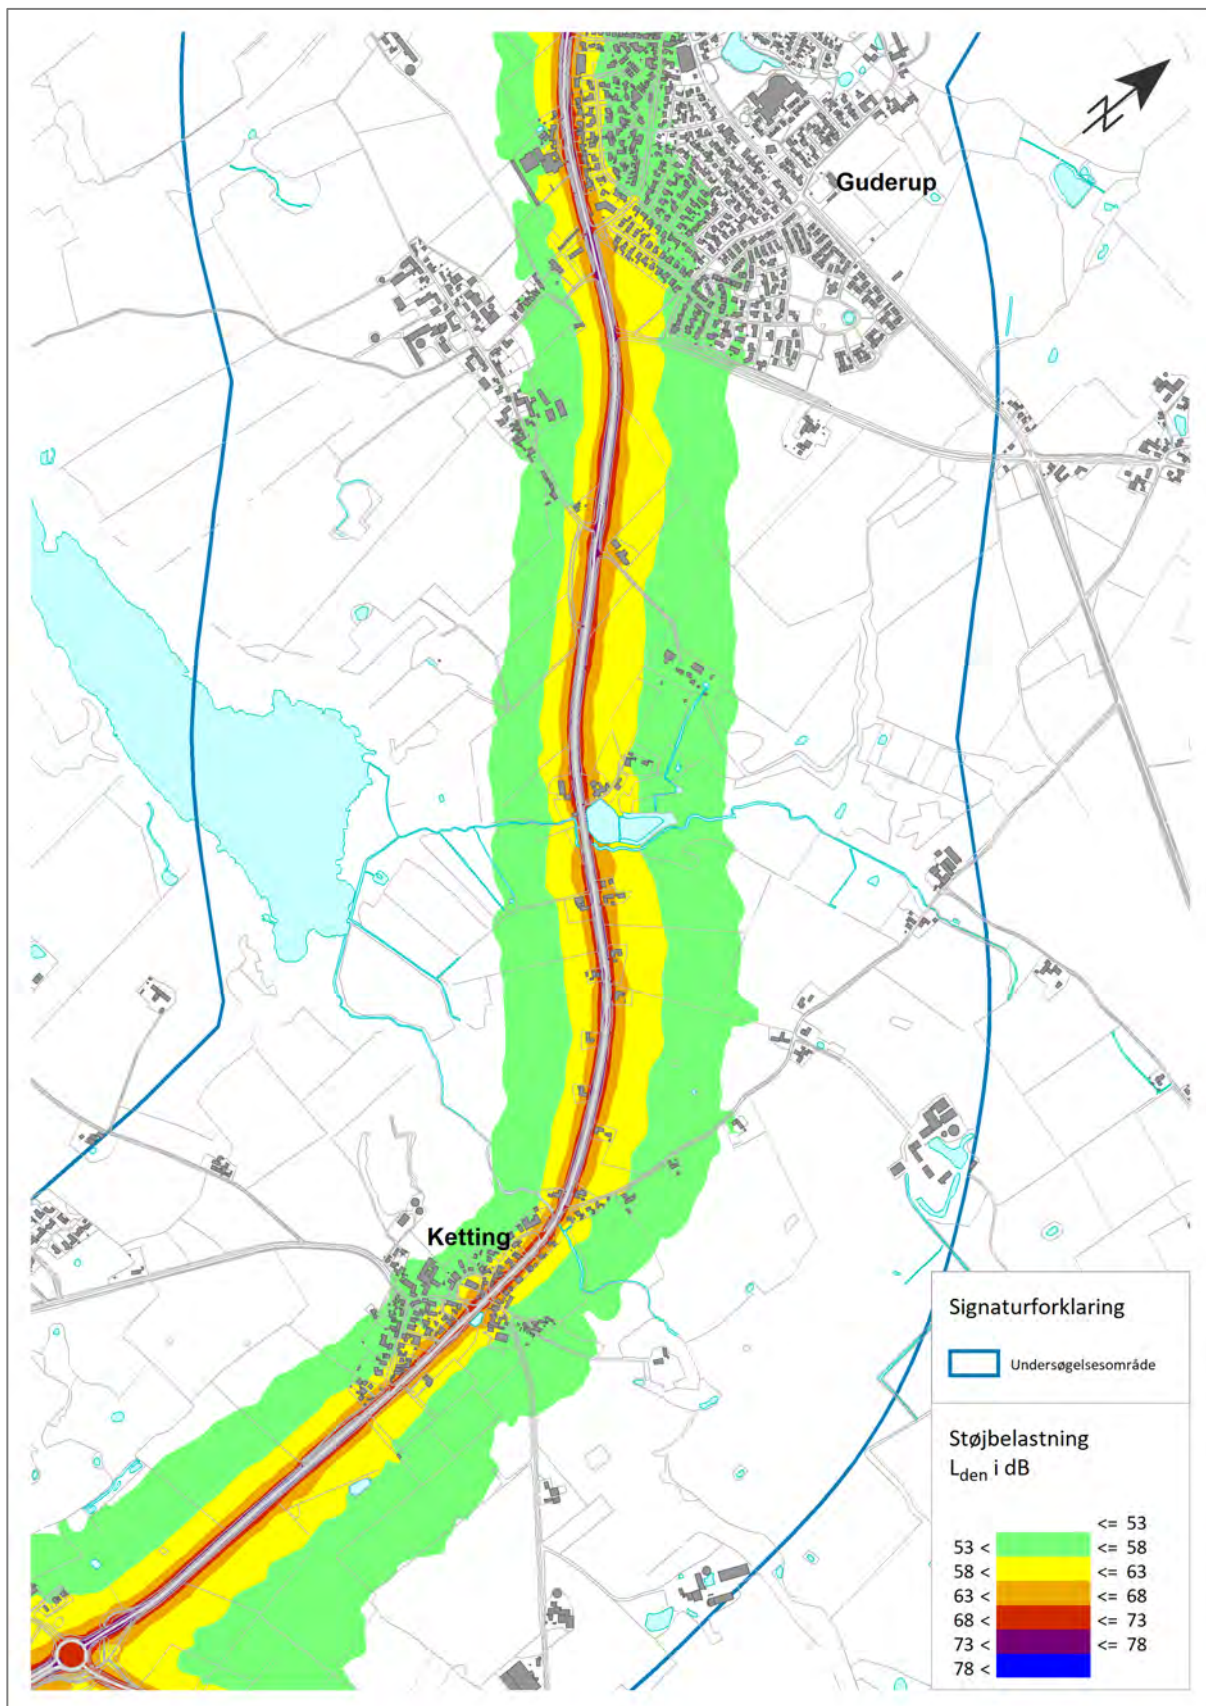 N
Guderup
Ketting
Signaturforklaring
Undersøgelsesområde
Støjbelastning
Lden i dB
<= 53
53 < <= 58
58 < <= 63
63 < <= 68
68 < <= 73
73 < <= 78
78 <